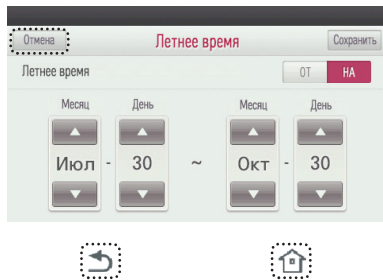 Отмена Летнее время Сохранить
Летнее время ОТ НА
Месяц День Месяц День
Июл - 30 ~ Окт - 30